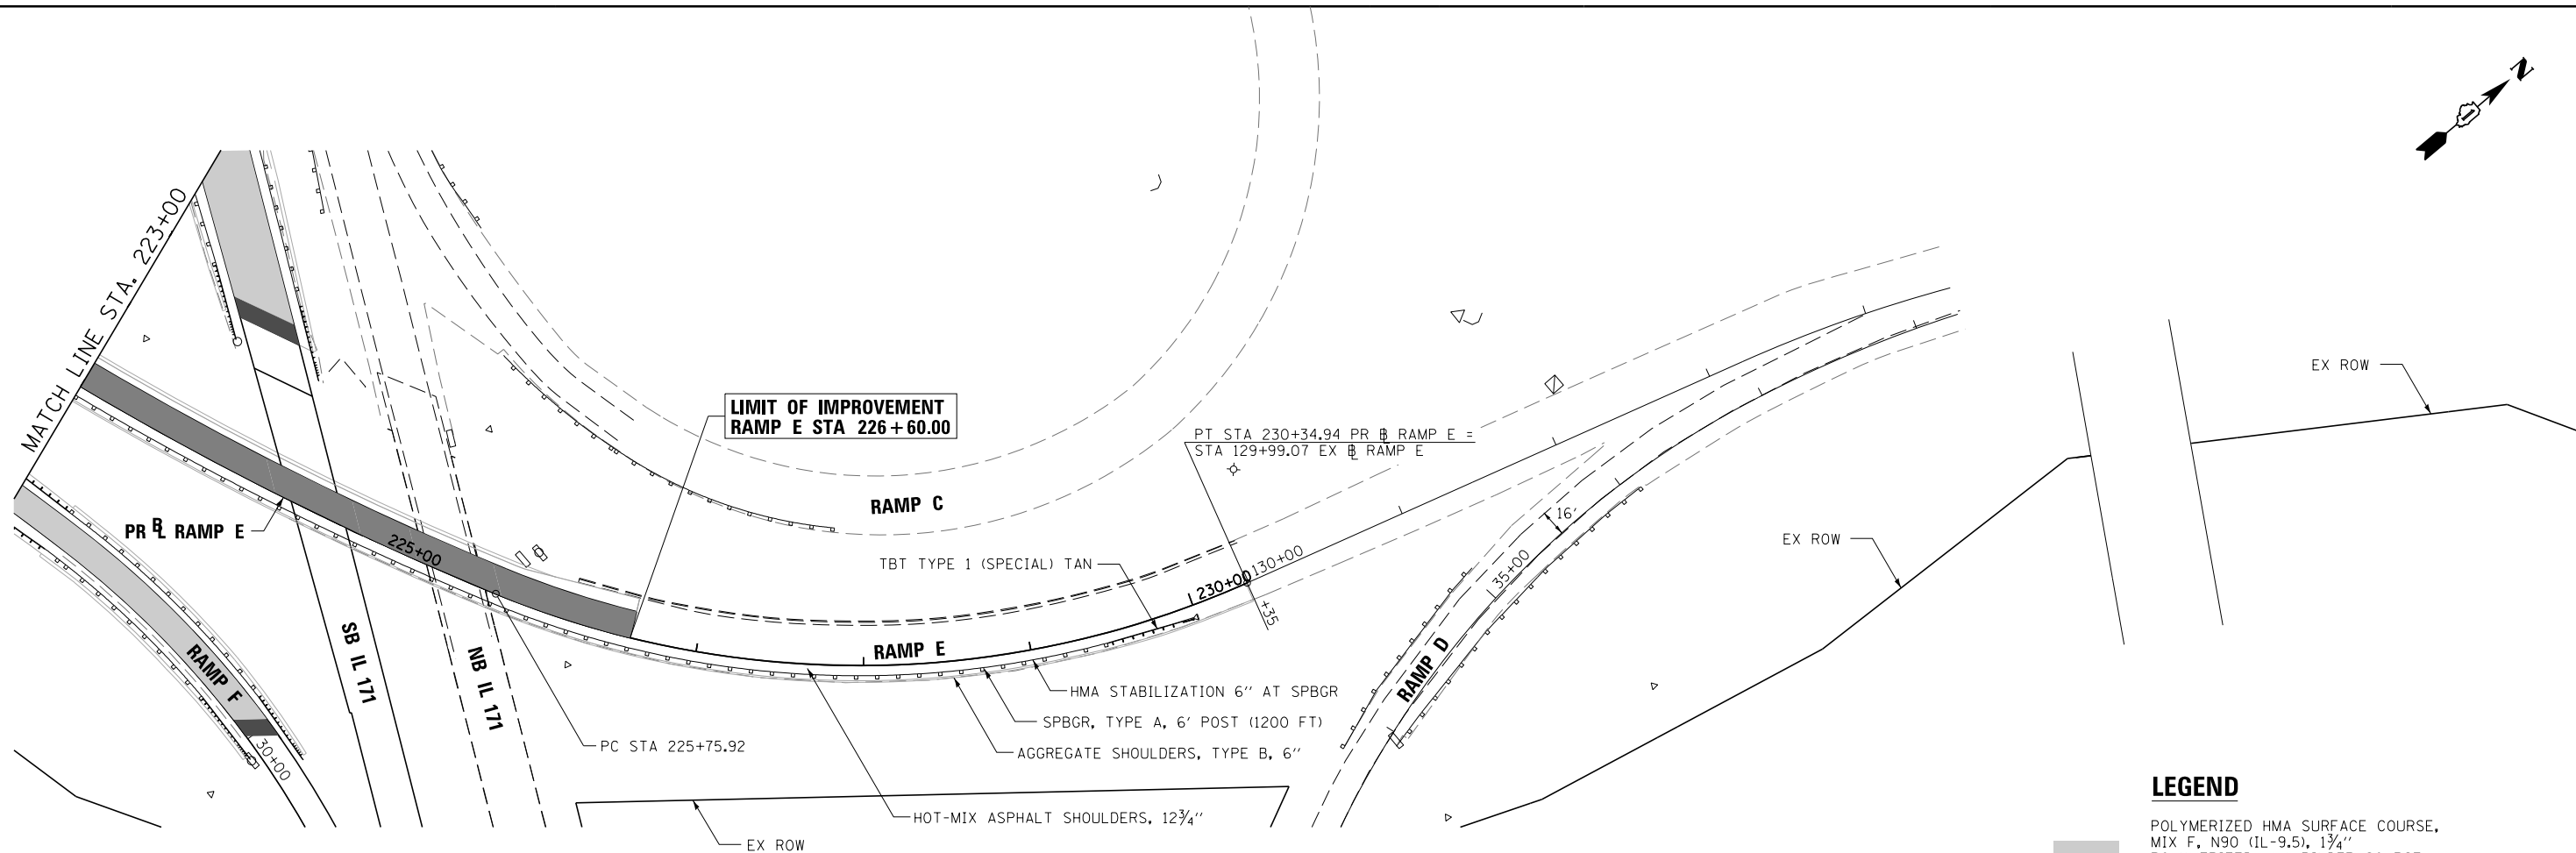 N
MATCH LINE STA. 223+00
LIMIT OF IMPROVEMENT
RAMP E STA 226+60.00
PT STA 230+34.94 PR BL RAMP E =
STA 129+99.07 EX BL RAMP E
EX ROW
RAMP C
PR BL RAMP E
225+00
TBT TYPE 1 (SPECIAL) TAN
230+00
130+00
+35
16'
35+00
EX ROW
RAMP E
RAMP D
RAMP F
SB IL 171
NB IL 171
30+00
PC STA 225+75.92
HMA STABILIZATION 6" AT SPBGR
SPBGR, TYPE A, 6' POST (1200 FT)
AGGREGATE SHOULDERS, TYPE B, 6"
HOT-MIX ASPHALT SHOULDERS, 12¾"
EX ROW
LEGEND
POLYMERIZED HMA SURFACE COURSE,
MIX F, N90 (IL-9.5), 1¾"